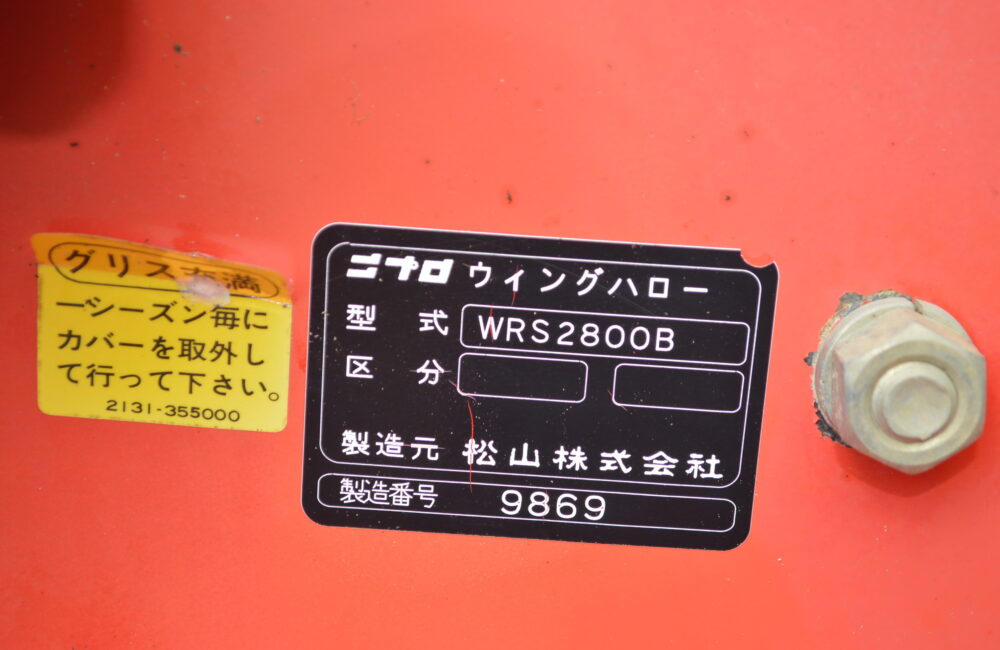 グリス充満
一シーズン毎に
カバーを取外し
て行って下さい。
2131-355000
ニプロ ウィングハロー
型式 WRS2800B
区分
製造元 松山株式会社
製造番号 9869